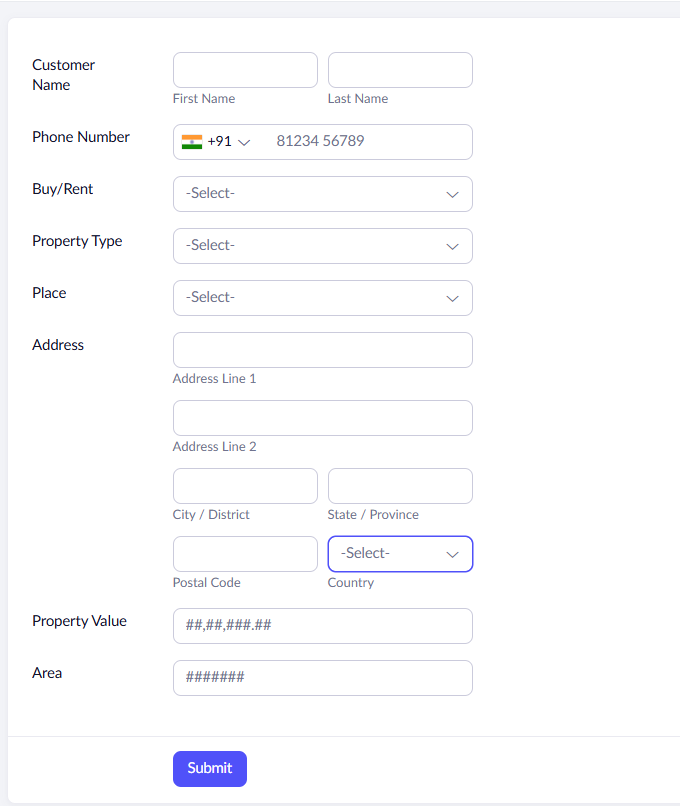 Customer
Name
First Name
Last Name
Phone Number
+91
81234 56789
Buy/Rent
-Select-
Property Type
-Select-
Place
-Select-
Address
Address Line 1
Address Line 2
City / District
State / Province
-Select-
Postal Code
Country
Property Value
##,##,###.##
Area
#######
Submit